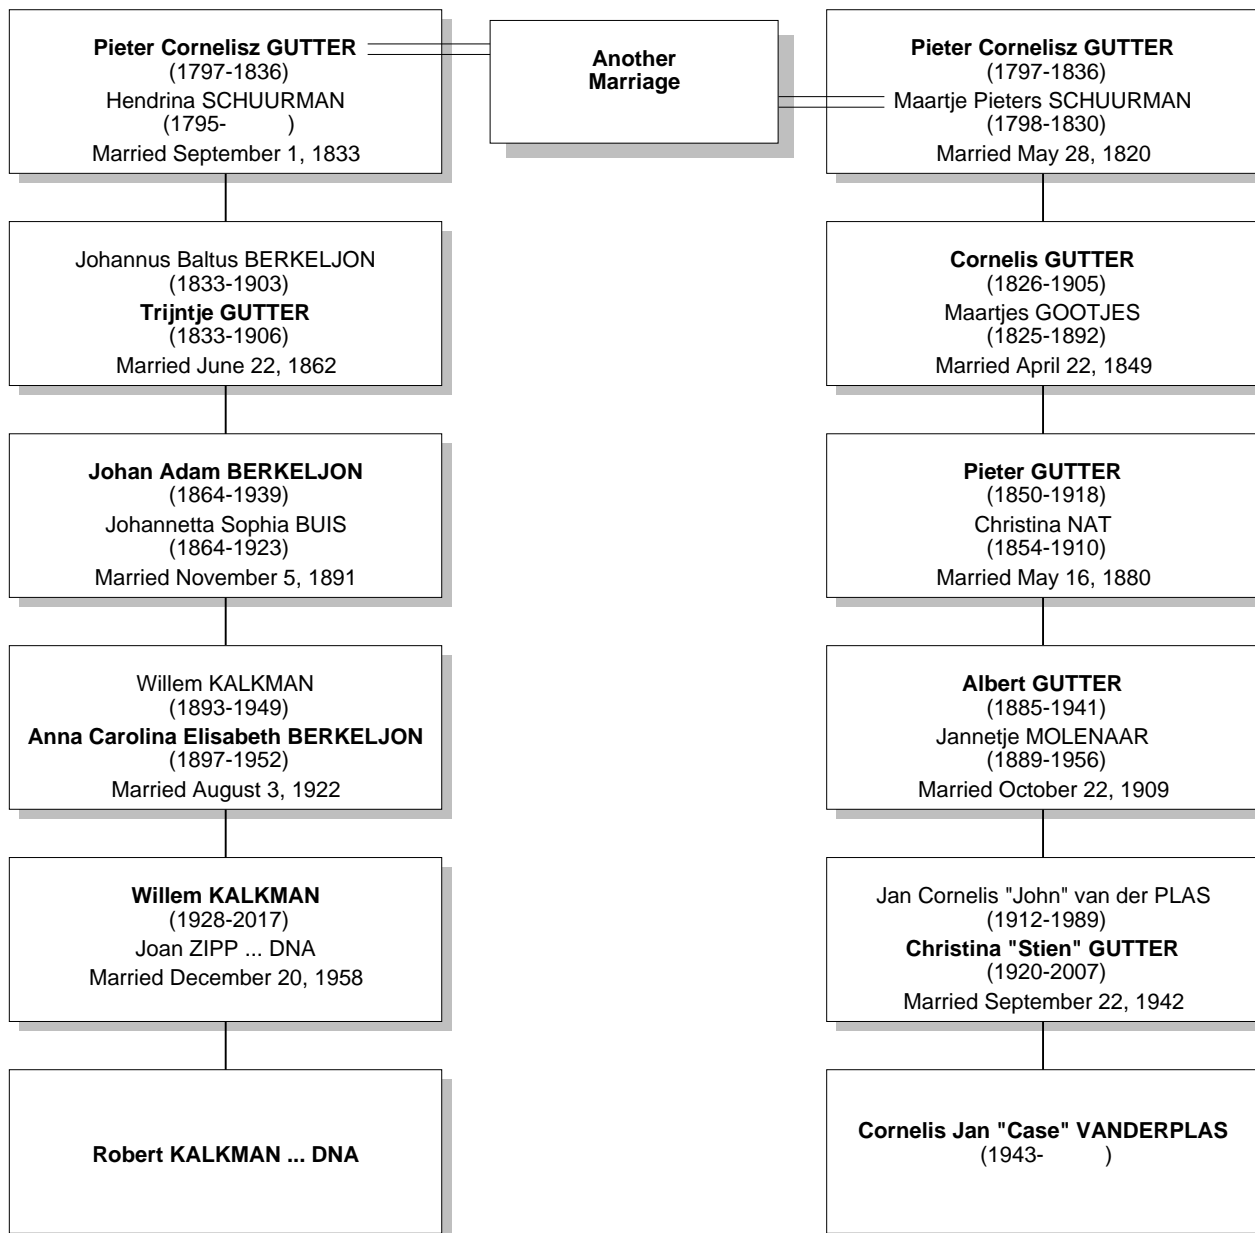 Pieter Cornelisz GUTTER
(1797-1836)
Hendrina SCHUURMAN
(1795- )
Married September 1, 1833
Another
Marriage
Pieter Cornelisz GUTTER
(1797-1836)
Maartje Pieters SCHUURMAN
(1798-1830)
Married May 28, 1820
Johannus Baltus BERKELJON
(1833-1903)
Trijntje GUTTER
(1833-1906)
Married June 22, 1862
Cornelis GUTTER
(1826-1905)
Maartjes GOOTJES
(1825-1892)
Married April 22, 1849
Johan Adam BERKELJON
(1864-1939)
Johannetta Sophia BUIS
(1864-1923)
Married November 5, 1891
Pieter GUTTER
(1850-1918)
Christina NAT
(1854-1910)
Married May 16, 1880
Willem KALKMAN
(1893-1949)
Anna Carolina Elisabeth BERKELJON
(1897-1952)
Married August 3, 1922
Albert GUTTER
(1885-1941)
Jannetje MOLENAAR
(1889-1956)
Married October 22, 1909
Willem KALKMAN
(1928-2017)
Joan ZIPP ... DNA
Married December 20, 1958
Jan Cornelis "John" van der PLAS
(1912-1989)
Christina "Stien" GUTTER
(1920-2007)
Married September 22, 1942
Robert KALKMAN ... DNA
Cornelis Jan "Case" VANDERPLAS
(1943- )